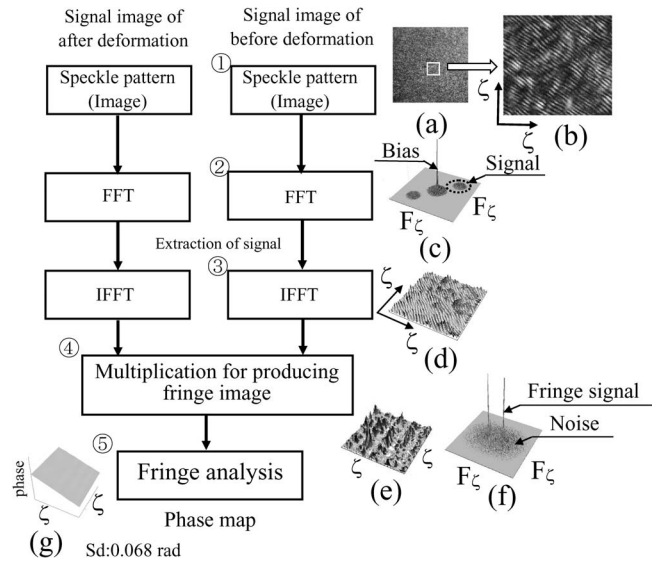 Signal image of
after deformation
Signal image of
before deformation
①
Speckle pattern
(Image)
Speckle pattern
(Image)
ζ
ζ
(a)
(b)
②
FFT
FFT
Bias
Signal
Fζ
Fζ
(c)
Extraction of signal
③
IFFT
IFFT
ζ
ζ
(d)
④
Multiplication for producing
fringe image
Fringe signal
Noise
ζ
ζ
(e)
Fζ
Fζ
(f)
⑤
Fringe analysis
phase
ζ
ζ
(g)
Phase map
Sd:0.068 rad